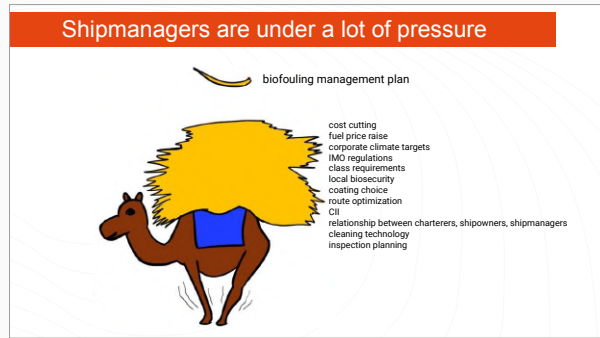 Shipmanagers are under a lot of pressure
biofouling management plan
cost cutting
fuel price raise
corporate climate targets
IMO regulations
class requirements
local biosecurity
coating choice
route optimization
CII
relationship between charterers, shipowners, shipmanagers
cleaning technology
inspection planning